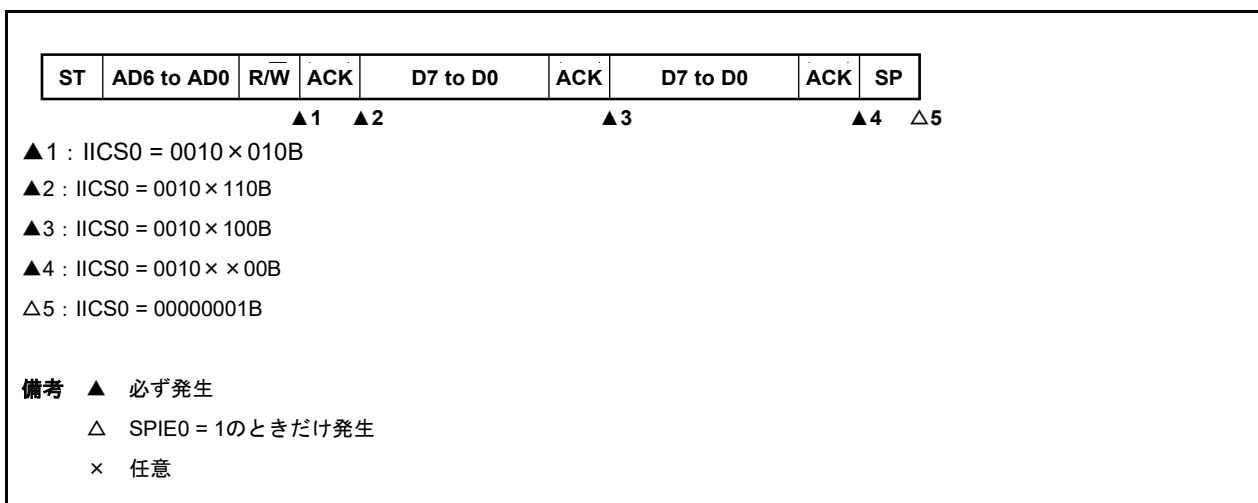 ST AD6 to AD0 R/W ACK D7 to D0 ACK D7 to D0 ACK SP
▲1 ▲2 ▲3 ▲4 △5
▲1：IICS0 = 0010×010B
▲2：IICS0 = 0010×110B
▲3：IICS0 = 0010×100B
▲4：IICS0 = 0010××00B
△5：IICS0 = 00000001B
備考 ▲ 必ず発生
△ SPIE0 = 1のときだけ発生
× 任意